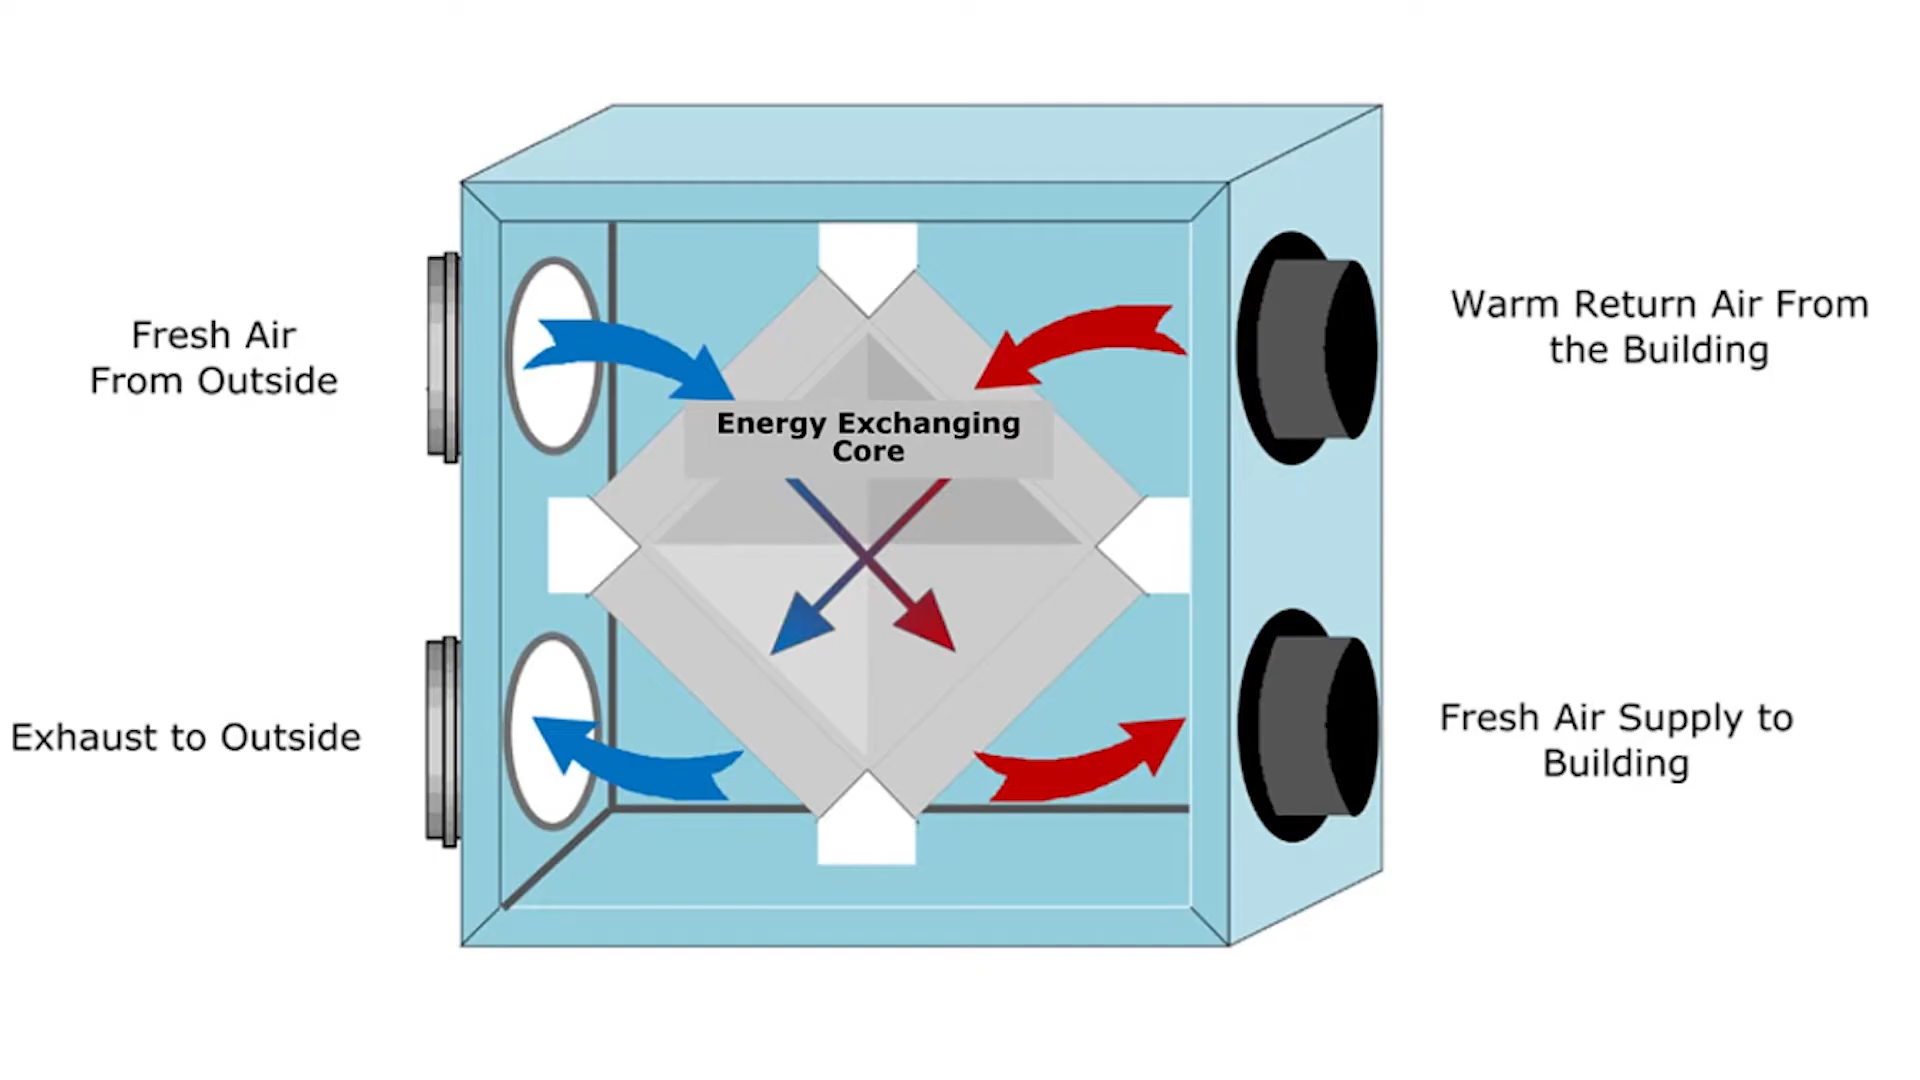 Fresh Air
From Outside
Energy Exchanging
Core
Warm Return Air From
the Building
Exhaust to Outside
Fresh Air Supply to
Building